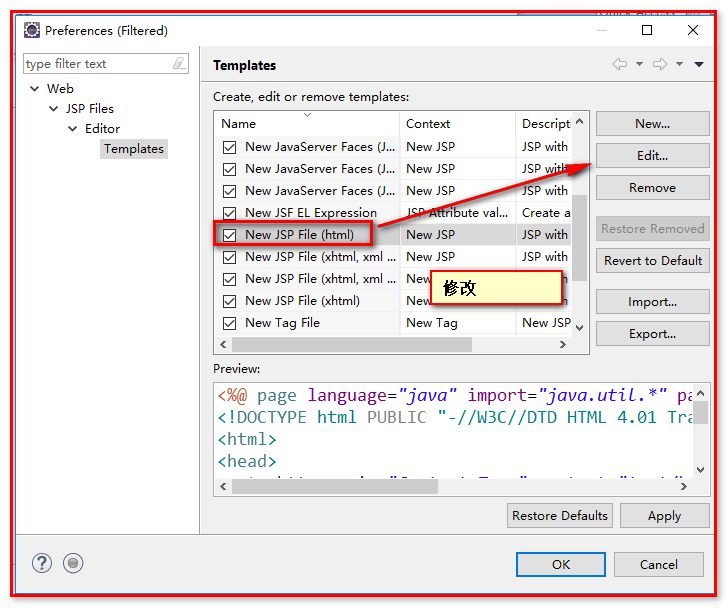 Preferences (Filtered)
type filter text
Web
JSP Files
Editor
Templates
Templates
Create, edit or remove templates:
Name Context Descript
New JavaServer Faces (J... New JSP JSP with
New JavaServer Faces (J... New JSP JSP with
New JavaServer Faces (J... New JSP JSP with
New JSF EL Expression JSP Attribute val... Create a
New JSP File (html) New JSP JSP with
New JSP File (xhtml, xml ... New JSP JSP with
New JSP File (xhtml, xml ...
New JSP File (xhtml)
New Tag File New Tag New JSP
修改
New...
Edit...
Remove
Restore Removed
Revert to Default
Import...
Export...
Preview:
<%@ page language="java" import="java.util.*" pa
<!DOCTYPE html PUBLIC "-//W3C//DTD HTML 4.01 Tra
<html>
<head>
Restore Defaults
Apply
OK
Cancel